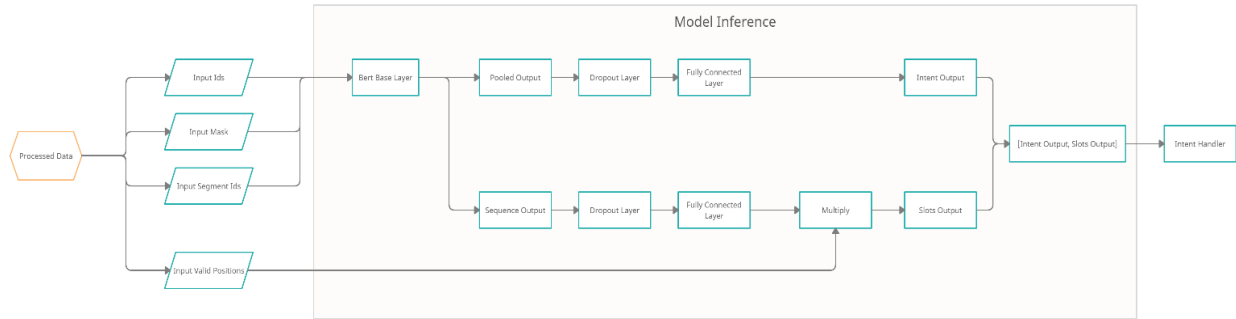 Model Inference
Input Ids
Bert Base Layer
Pooled Output
Dropout Layer
Fully Connected
Layer
Intent Output
Input Mask
Processed Data
[Intent Output, Slots Output]
Intent Handler
Input Segment Ids
Sequence Output
Dropout Layer
Fully Connected
Layer
Multiply
Slots Output
Input Valid Positions